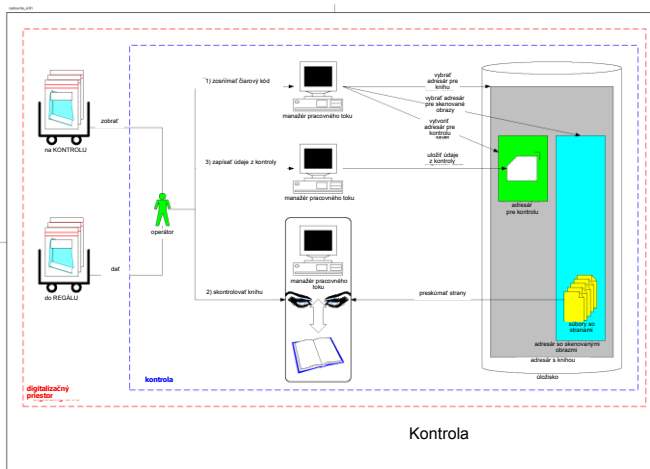 1) zosnímať čiarový kód
vybrať
adresár pre
knihu
vybrať adresár
pre skenované
obrazy
manažér pracovného toku
zobrať
vytvoriť
adresár pre
kontrolu
na KONTROLU
3) zapísať údaje z kontroly
uložiť údaje
z kontroly
manažér pracovného toku
adresár
pre kontrolu
operátor
manažér pracovného
toku
dať
do REGÁLU
2) skontrolovať knihu
preskúmať strany
súbory so
stranámi
adresár so skenovanými
obrazmi
adresár s knihou
úložisko
kontrola
digitalizačný
priestor
Kontrola